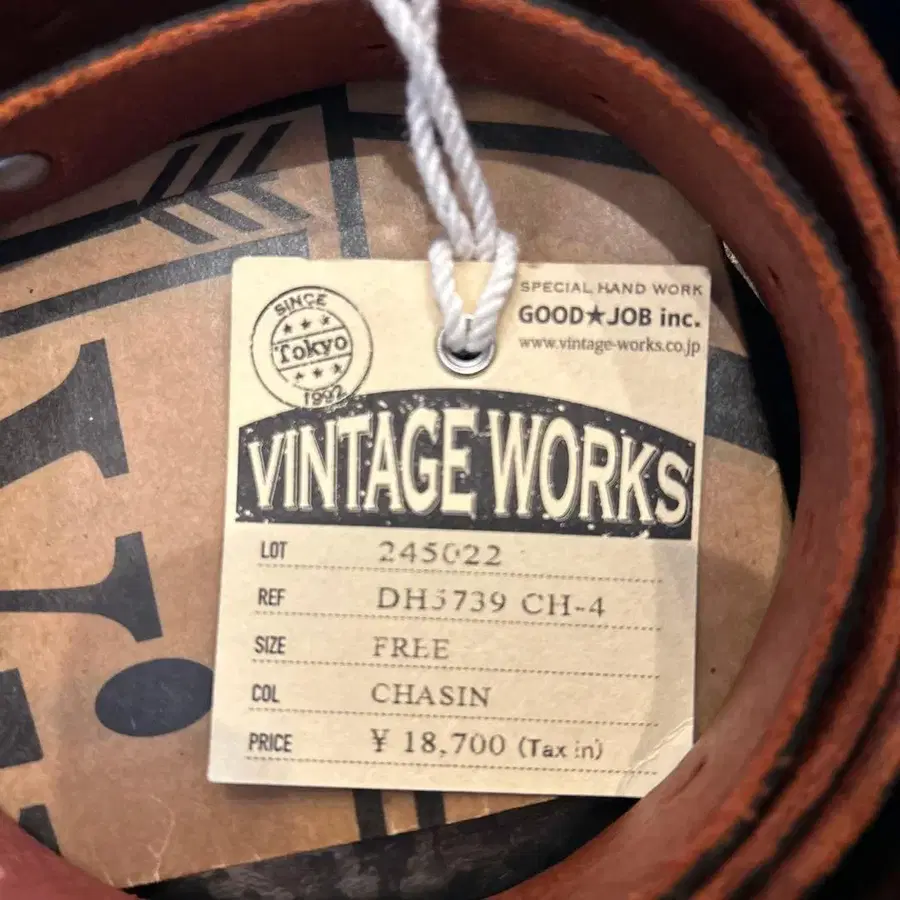 SINCE
Tokyo
1992
SPECIAL HAND WORK
GOOD★JOB inc.
www.vintage-works.co.jp
VINTAGE WORKS
LOT 245022
REF DH5739 CH-4
SIZE FREE
COL CHASIN
PRICE ¥ 18,700 (Tax in)